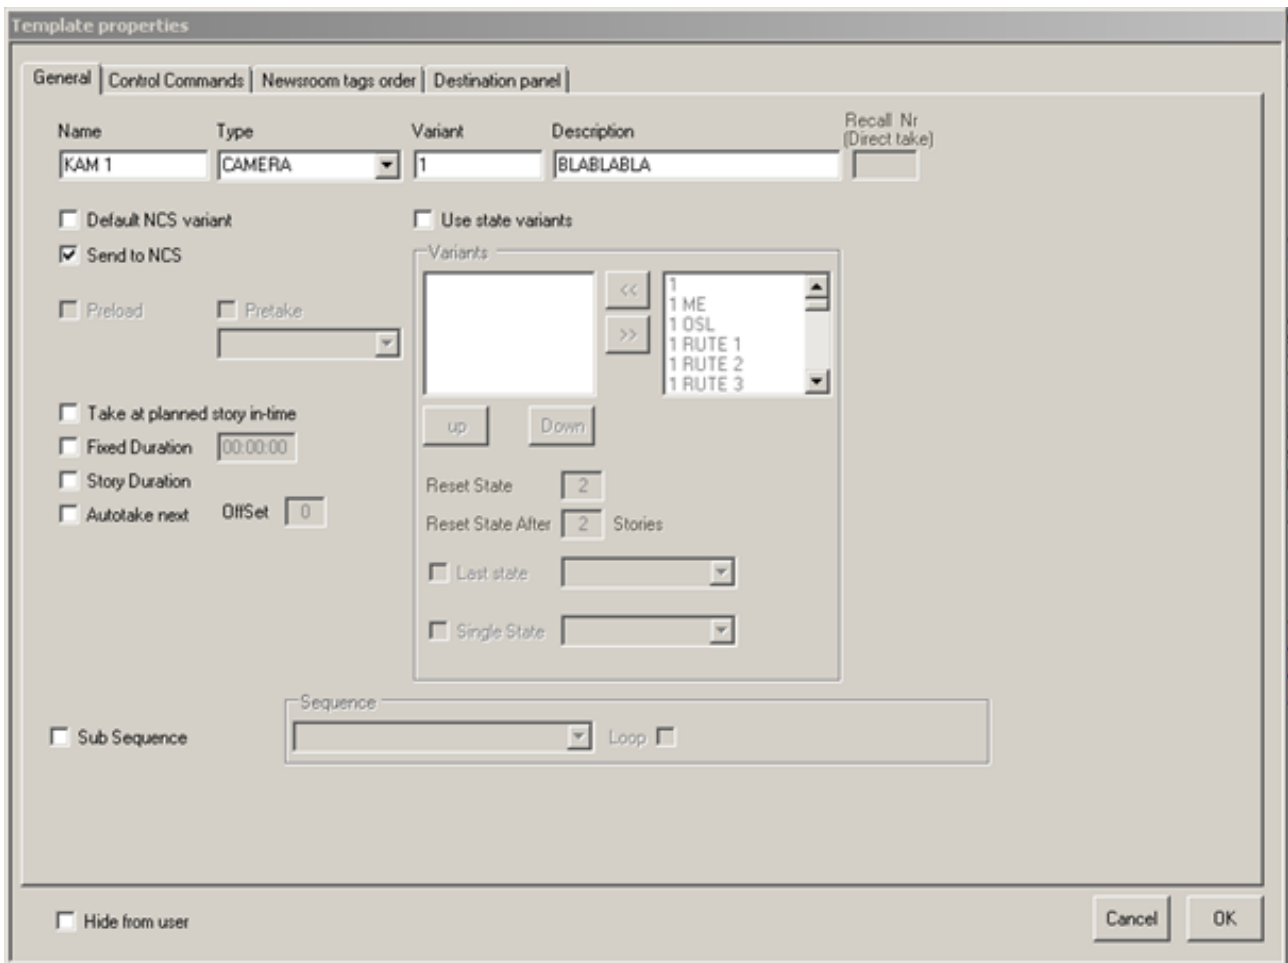 Template properties
General Control Commands Newsroom tags order Destination panel
Name Type Variant Description Recall Nr
(Direct take)
KAM 1 CAMERA 1 BLABLABLA
Default NCS variant Use state variants
Send to NCS Variants
<< 1
1 ME
Preload Pretake 1 OSL
>> 1 RUTE 1
1 RUTE 2
1 RUTE 3
Take at planned story in-time up Down
Fixed Duration 00:00:00
Story Duration Reset State 2
Autotake next OffSet 0 Reset State After 2 Stories
Last state
Single State
Sequence
Sub Sequence Loop
Hide from user Cancel OK